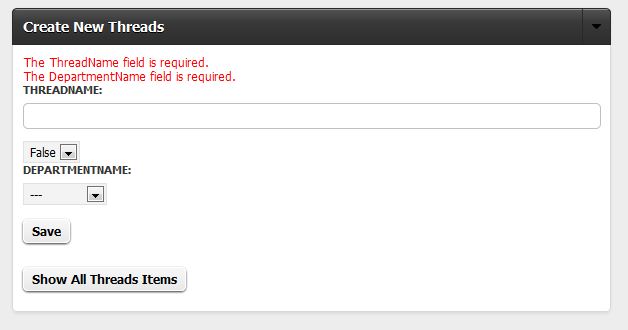 Create New Threads
The ThreadName field is required.
The DepartmentName field is required.
THREADNAME:
False
DEPARTMENTNAME:
---
Save
Show All Threads Items